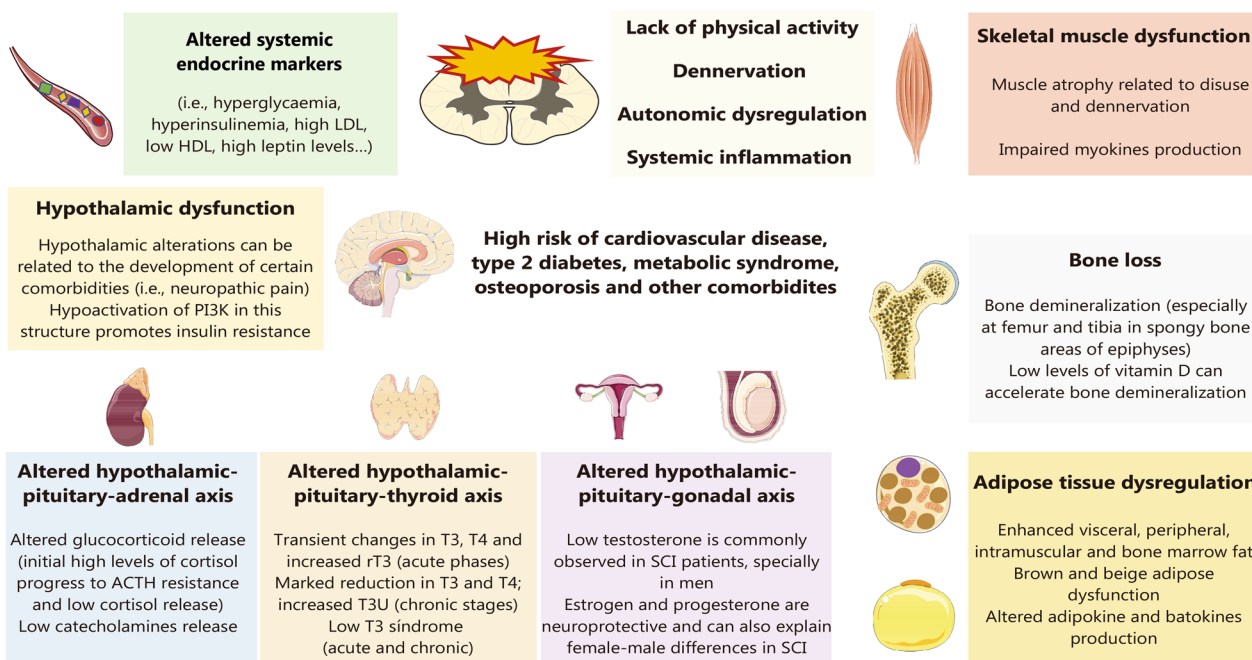 Altered systemic
endocrine markers
(i.e., hyperglycaemia,
hyperinsulinemia, high LDL,
low HDL, high leptin levels...)
Lack of physical activity
Dennervation
Autonomic dysregulation
Systemic inflammation
Skeletal muscle dysfunction
Muscle atrophy related to disuse
and dennervation
Impaired myokines production
Hypothalamic dysfunction
Hypothalamic alterations can be
related to the development of certain
comorbidities (i.e., neuropathic pain)
Hypoactivation of PI3K in this
structure promotes insulin resistance
High risk of cardiovascular disease,
type 2 diabetes, metabolic syndrome,
osteoporosis and other comorbidites
Bone loss
Bone demineralization (especially
at femur and tibia in spongy bone
areas of epiphyses)
Low levels of vitamin D can
accelerate bone demineralization
Altered hypothalamic-
pituitary-adrenal axis
Altered glucocorticoid release
(initial high levels of cortisol
progress to ACTH resistance
and low cortisol release)
Low catecholamines release
Altered hypothalamic-
pituitary-thyroid axis
Transient changes in T3, T4 and
increased rT3 (acute phases)
Marked reduction in T3 and T4;
increased T3U (chronic stages)
Low T3 síndrome
(acute and chronic)
Altered hypothalamic-
pituitary-gonadal axis
Low testosterone is commonly
observed in SCI patients, specially
in men
Estrogen and progesterone are
neuroprotective and can also explain
female-male differences in SCI
Adipose tissue dysregulation
Enhanced visceral, peripheral,
intramuscular and bone marrow fat
Brown and beige adipose
dysfunction
Altered adipokine and batokines
production